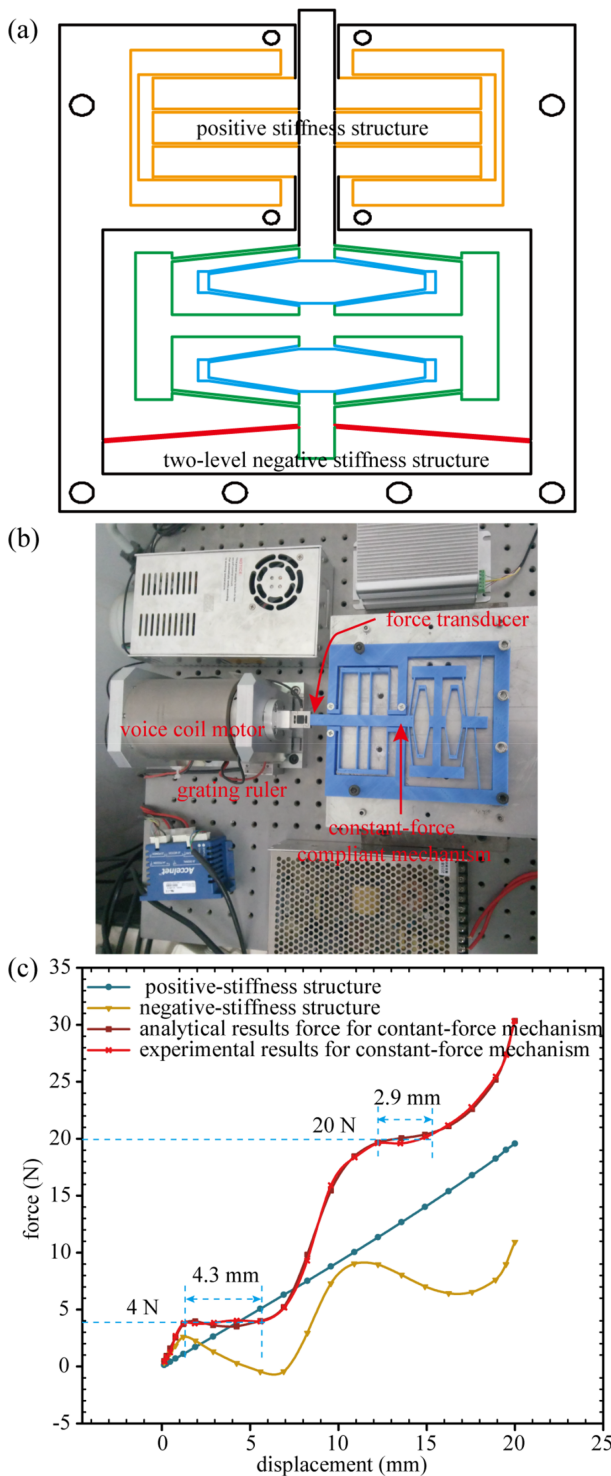 (a)
positive stiffness structure
two-level negative stiffness structure
(b)
force transducer
voice coil motor
grating ruler
constant-force
compliant mechanism
Accelnet
(c)
35
positive-stiffness structure
negative-stiffness structure
30
analytical results force for contant-force mechanism
experimental results for constant-force mechanism
25
2.9 mm
20 N
20
15
10
4.3 mm
5
4 N
0
-5
force (N)
0 5 10 15 20 25
displacement (mm)